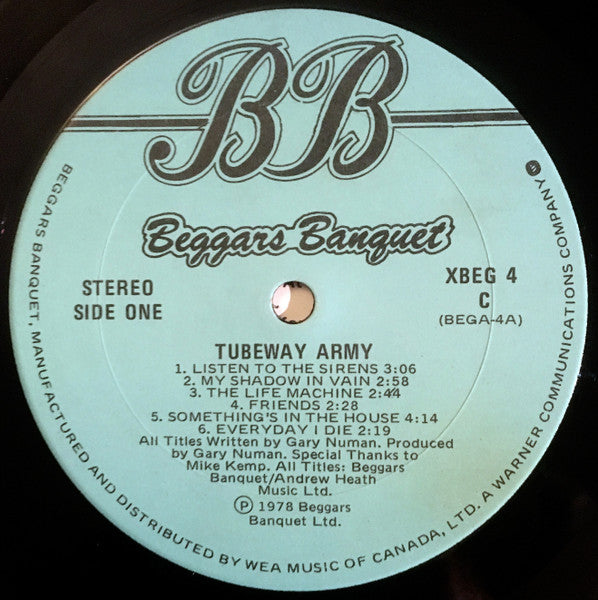 BB
Beggars Banquet
STEREO
SIDE ONE
XBEG 4
C
(BEGA-4A)
TUBEWAY ARMY
1. LISTEN TO THE SIRENS 3:06
2. MY SHADOW IN VAIN 2:58
3. THE LIFE MACHINE 2:44
4. FRIENDS 2:28
5. SOMETHING'S IN THE HOUSE 4:14
6. EVERYDAY I DIE 2:19
All Titles Written by Gary Numan. Produced
by Gary Numan. Special Thanks to
Mike Kemp. All Titles: Beggars
Banquet/Andrew Heath
Music Ltd.
Ⓟ 1978 Beggars
Banquet Ltd.
BEGGARS BANQUET, MANUFACTURED AND DISTRIBUTED BY WEA MUSIC OF CANADA, LTD. A WARNER COMMUNICATIONS COMPANY